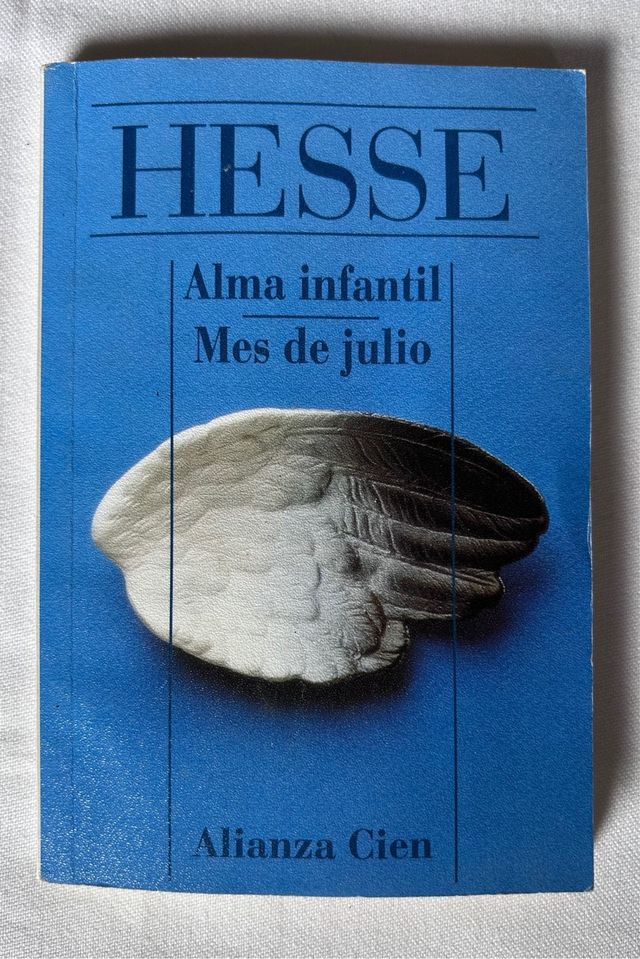 HESSE
Alma infantil
Mes de julio
Alianza Cien